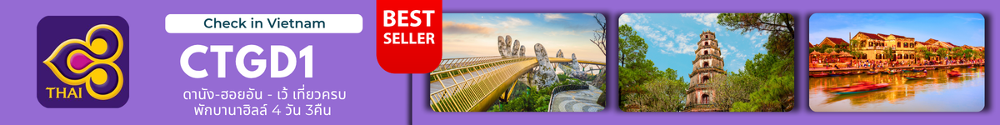 THAI
Check in Vietnam
CTGD1
ดานัง-ฮอยอัน - เว้ เที่ยวครบ
พักบานาฮิลล์ 4 วัน 3คืน
BEST
SELLER